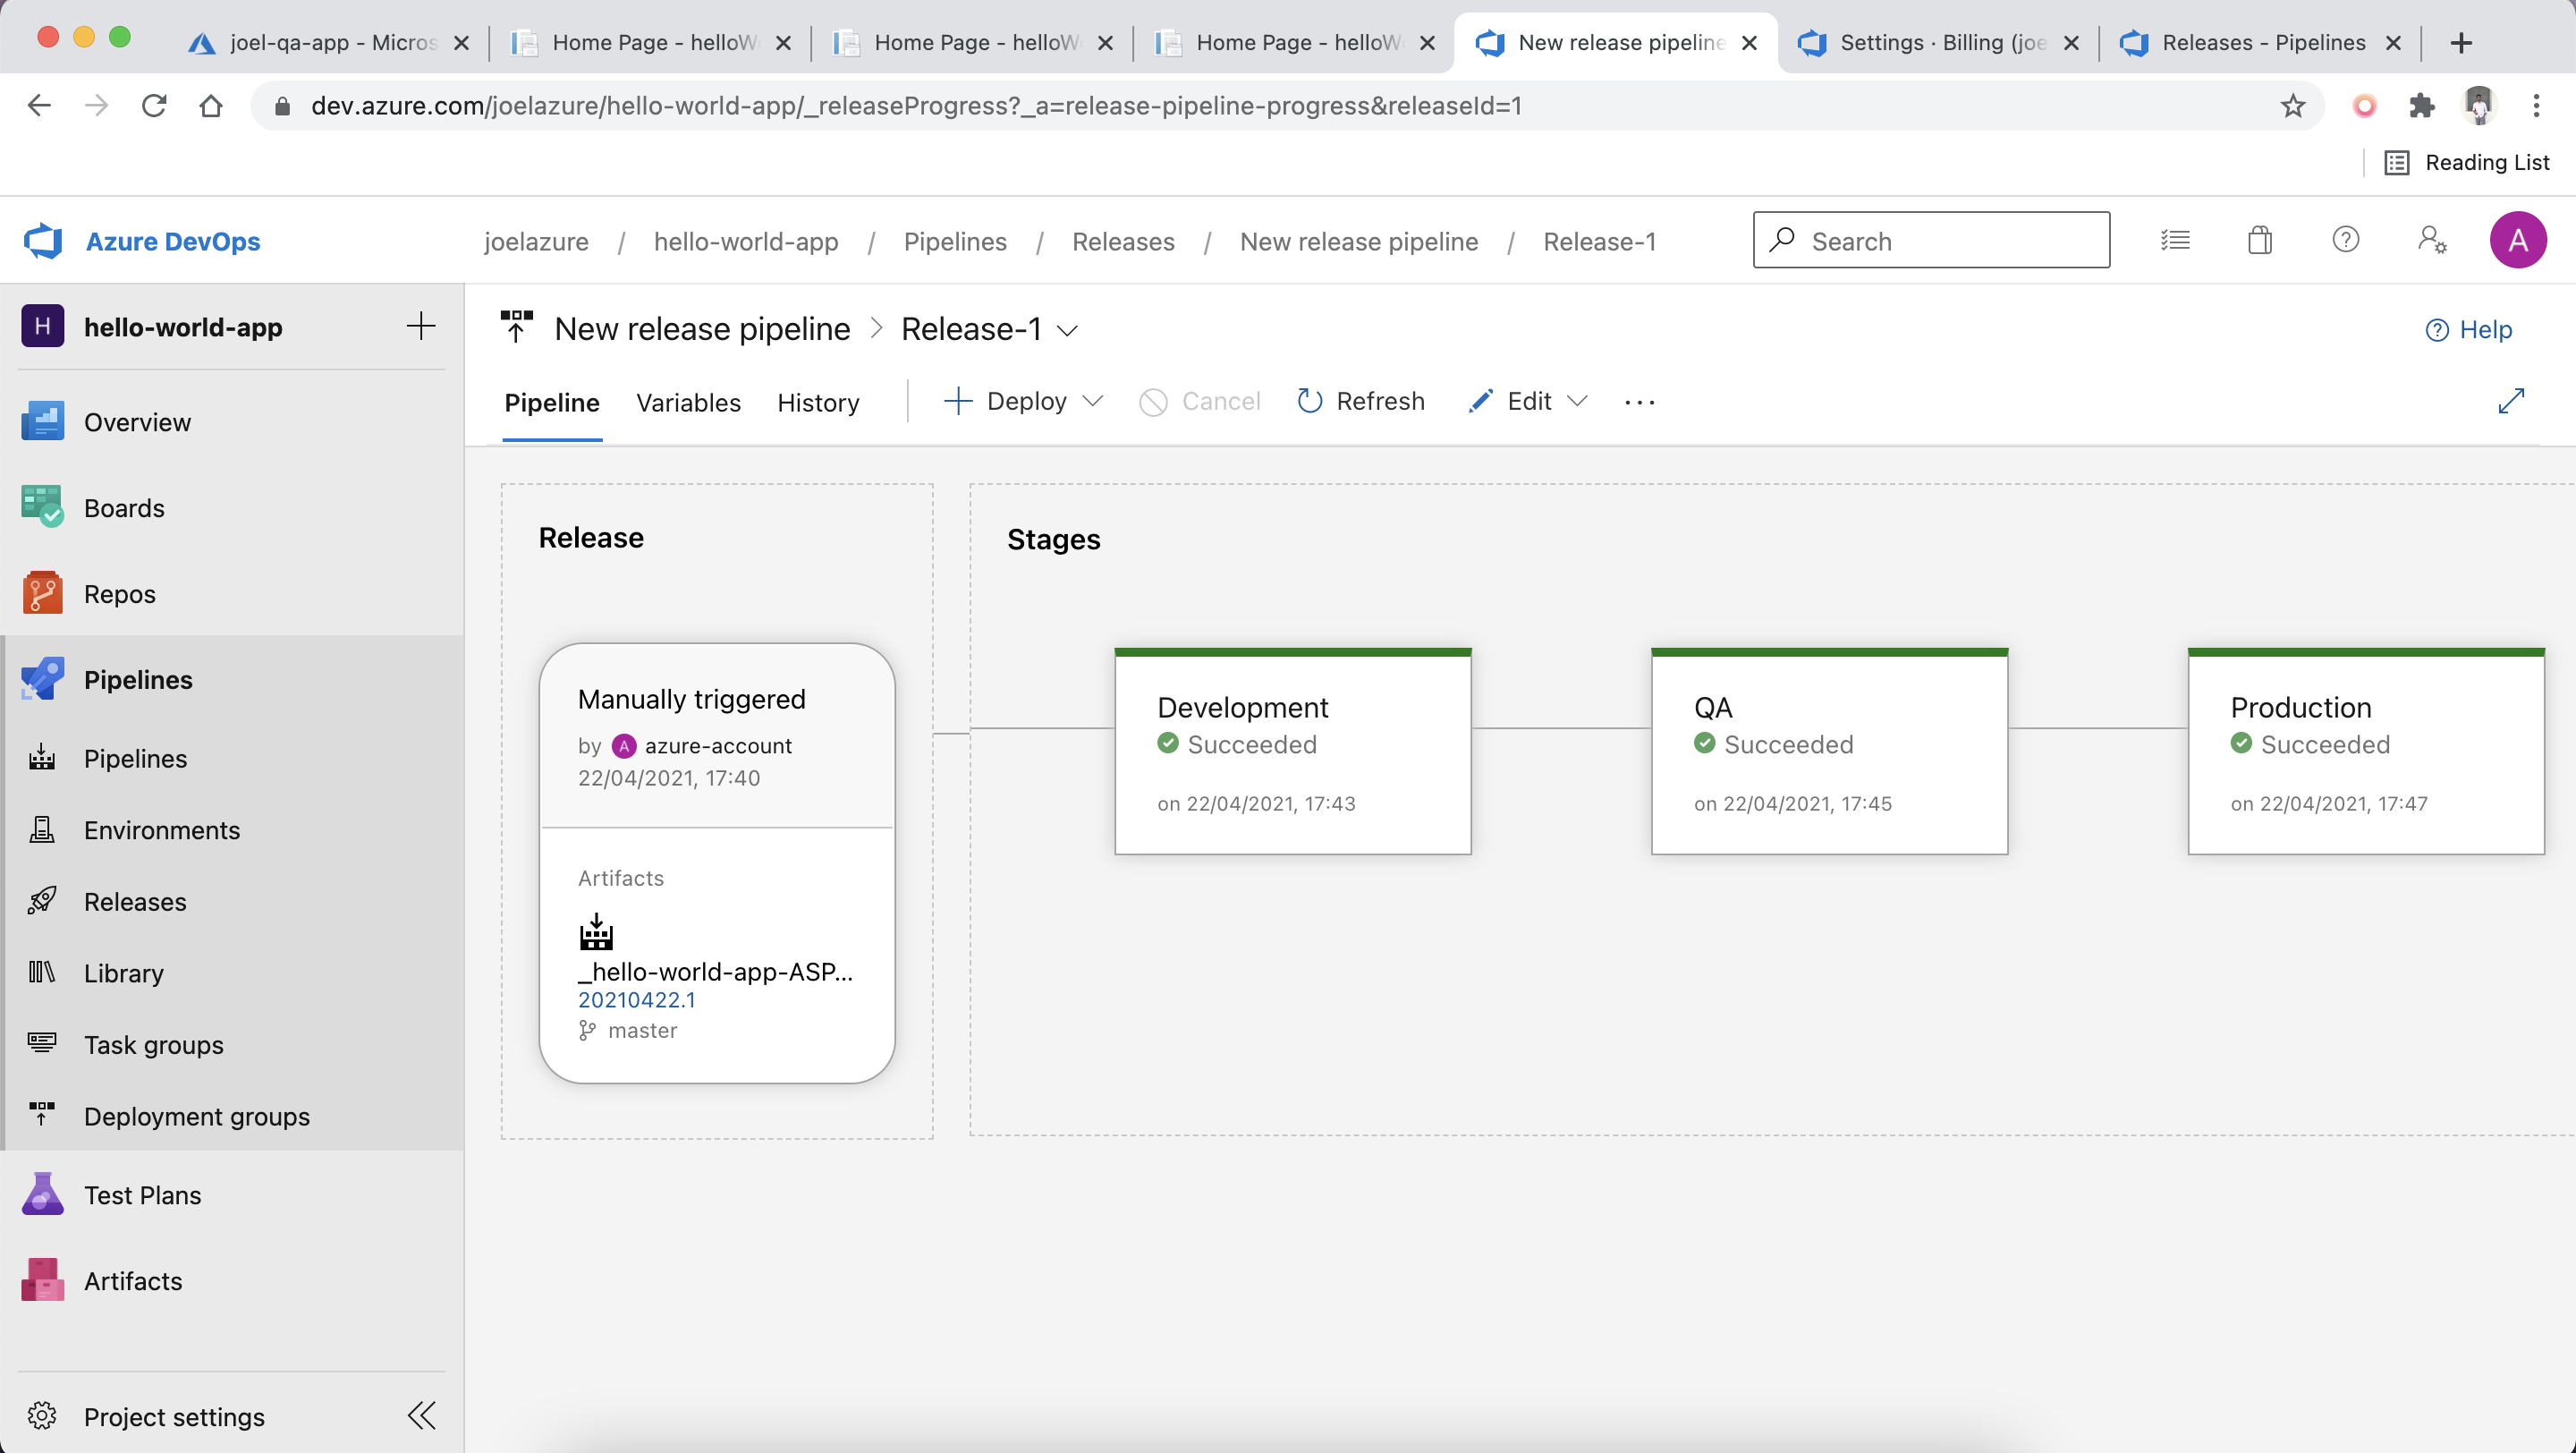 joel-qa-app - Micros
Home Page - helloW
Home Page - helloW
Home Page - helloW
New release pipeline
Settings · Billing (joe
Releases - Pipelines
dev.azure.com/joelazure/hello-world-app/_releaseProgress?_a=release-pipeline-progress&releaseId=1
Reading List
Azure DevOps
joelazure / hello-world-app / Pipelines / Releases / New release pipeline / Release-1
Search
A
H hello-world-app
New release pipeline > Release-1
Help
Pipeline Variables History Deploy Cancel Refresh Edit ...
Overview
Boards
Repos
Pipelines
Pipelines
Environments
Releases
Library
Task groups
Deployment groups
Test Plans
Artifacts
Project settings
Release
Manually triggered
by A azure-account
22/04/2021, 17:40
Artifacts
_hello-world-app-ASP...
20210422.1
master
Stages
Development
Succeeded
on 22/04/2021, 17:43
QA
Succeeded
on 22/04/2021, 17:45
Production
Succeeded
on 22/04/2021, 17:47